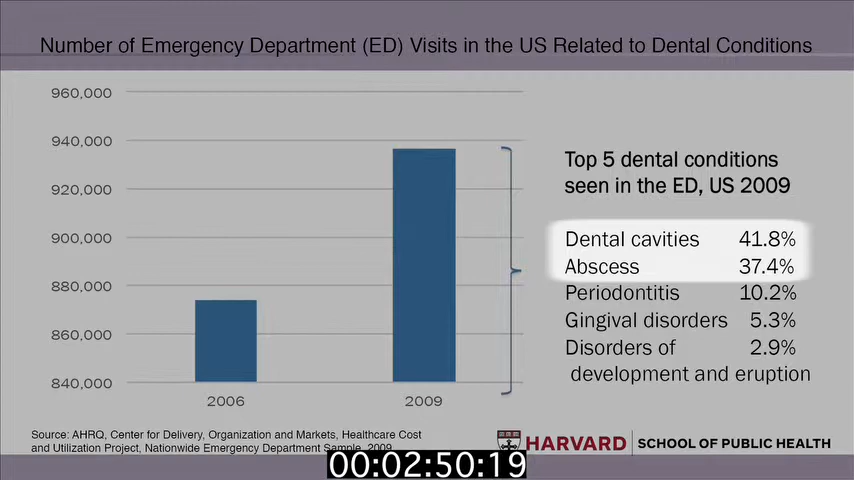 Number of Emergency Department (ED) Visits in the US Related to Dental Conditions
960,000
940,000
920,000
900,000
880,000
860,000
840,000
2006
2009
Top 5 dental conditions
seen in the ED, US 2009
Dental cavities 41.8%
Abscess 37.4%
Periodontitis 10.2%
Gingival disorders 5.3%
Disorders of 2.9%
development and eruption
Source: AHRQ, Center for Delivery, Organization and Markets, Healthcare Cost
and Utilization Project, Nationwide Emergency Department Sample, 2009
HARVARD SCHOOL OF PUBLIC HEALTH
00:02:50:19